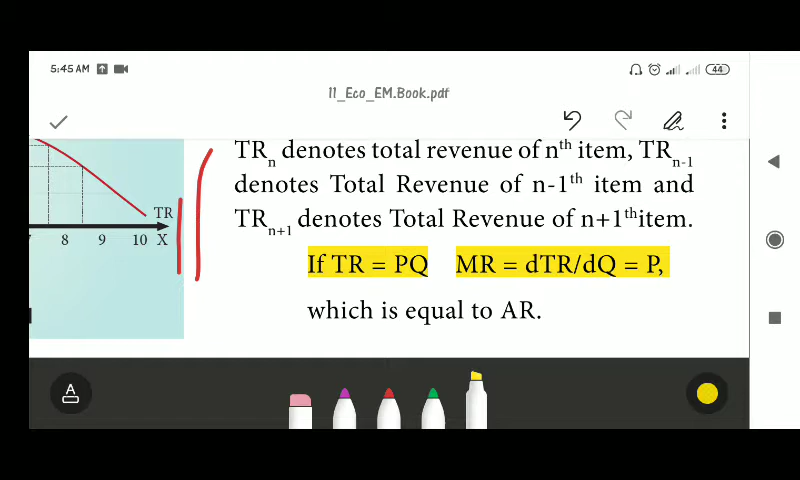 5:45 AM 44
11_Eco_EM.Book.pdf
TRn denotes total revenue of nth item, TRn-1
denotes Total Revenue of n-1th item and
TRn+1 denotes Total Revenue of n+1thitem.
If TR = PQ MR = dTR/dQ = P,
which is equal to AR.
TR
8 9 10 X
A